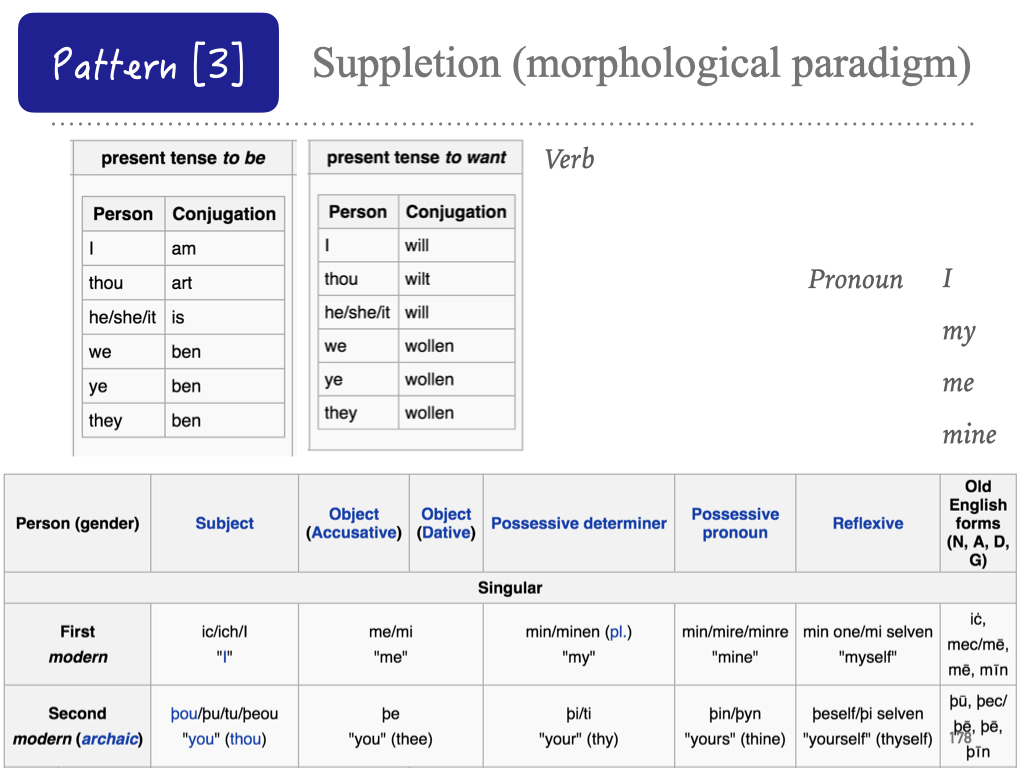 Pattern [3]
Suppletion (morphological paradigm)
present tense to be
Person Conjugation
I am
thou art
he/she/it is
we ben
ye ben
they ben
present tense to want
Person Conjugation
I will
thou wilt
he/she/it will
we wollen
ye wollen
they wollen
Verb
Pronoun I
my
me
mine
Person (gender) Subject Object (Accusative) Object (Dative) Possessive determiner Possessive pronoun Reflexive Old English forms (N, A, D, G)
Singular
First modern ic/ich/I "I" me/mi "me" min/minen (pl.) "my" min/mire/minre "mine" min one/mi selven "myself" iċ, mec/mē, mē, mīn
Second modern (archaic) þou/þu/tu/þeou "you" (thou) þe "you" (thee) þi/ti "your" (thy) þin/þyn "yours" (thine) þeself/þi selven "yourself" (thyself) þū, þec/þē, þē, þīn
178